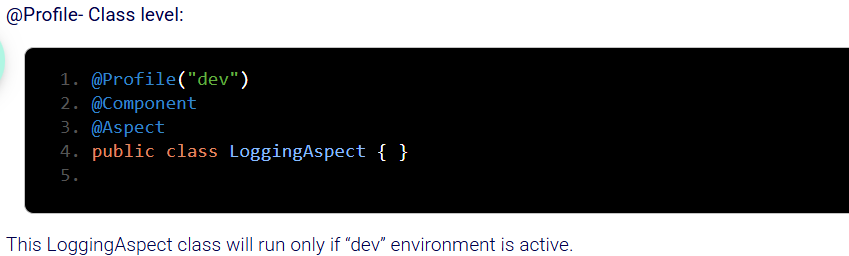 @Profile- Class level:
1. @Profile("dev")
2. @Component
3. @Aspect
4. public class LoggingAspect { }
5.
This LoggingAspect class will run only if “dev” environment is active.